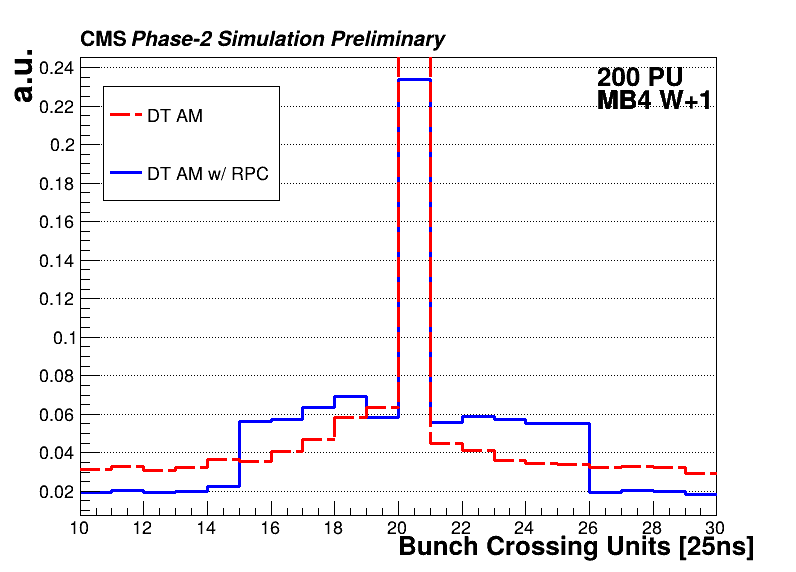 CMS Phase-2 Simulation Preliminary
a.u.
200 PU
MB4 W+1
DT AM
DT AM w/ RPC
0.24
0.22
0.2
0.18
0.16
0.14
0.12
0.1
0.08
0.06
0.04
0.02
10 12 14 16 18 20 22 24 26 28 30
Bunch Crossing Units [25ns]